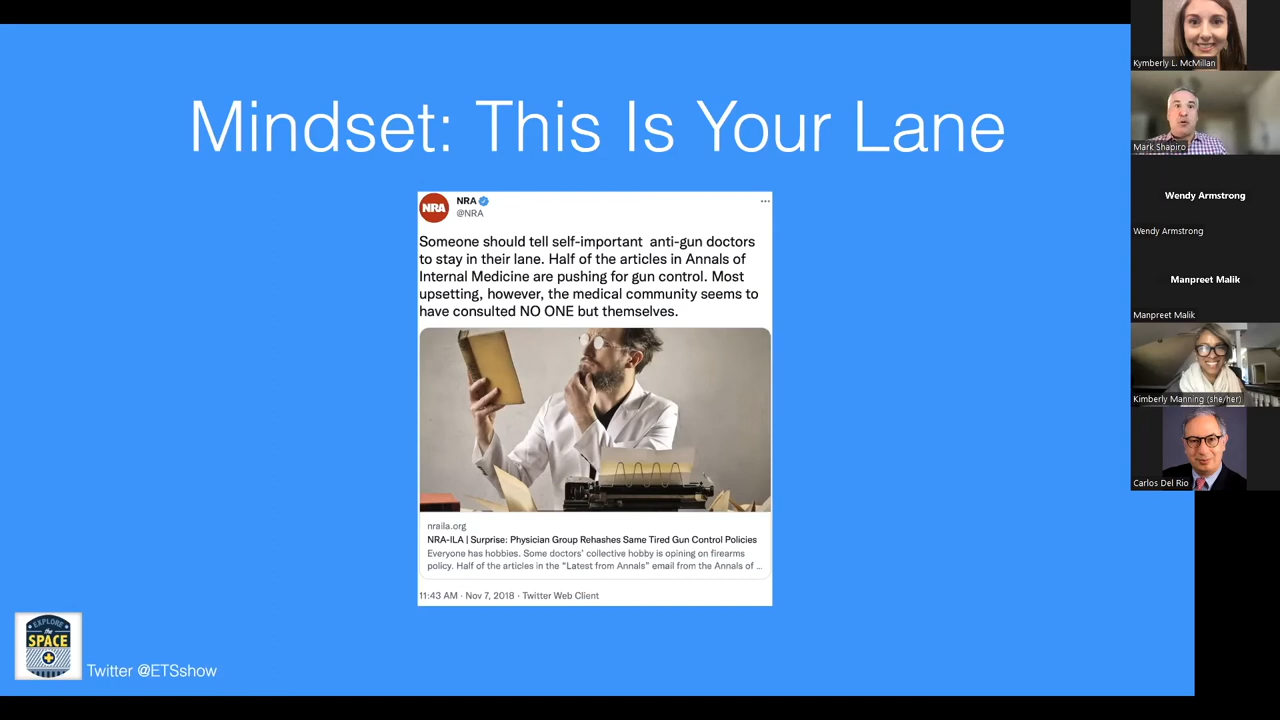 Mindset: This Is Your Lane
NRA
NRA
@NRA
Someone should tell self-important anti-gun doctors
to stay in their lane. Half of the articles in Annals of
Internal Medicine are pushing for gun control. Most
upsetting, however, the medical community seems to
have consulted NO ONE but themselves.
nraila.org
NRA-ILA | Surprise: Physician Group Rehashes Same Tired Gun Control Policies
Everyone has hobbies. Some doctors' collective hobby is opining on firearms
policy. Half of the articles in the “Latest from Annals” email from the Annals of ...
11:43 AM · Nov 7, 2018 · Twitter Web Client
EXPLORE
the
SPACE
Twitter @ETSshow
Kymberly L. McMillan
Mark Shapiro
Wendy Armstrong
Wendy Armstrong
Manpreet Malik
Manpreet Malik
Kimberly Manning (she/her)
Carlos Del Rio